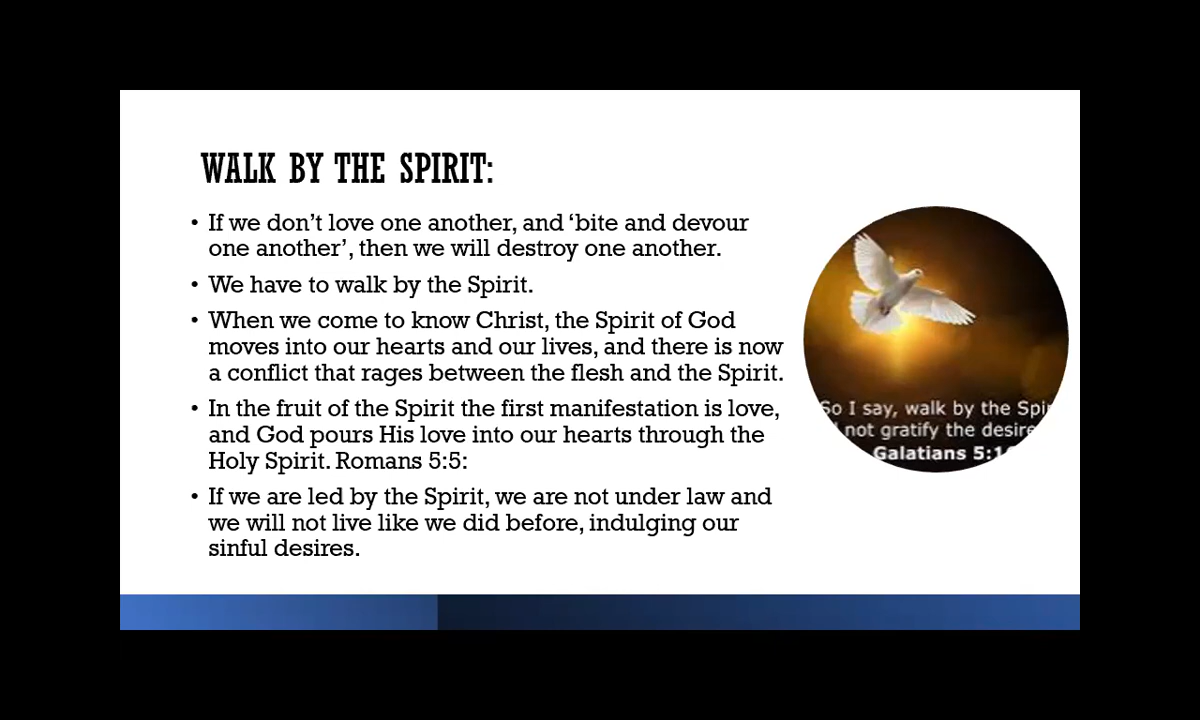 WALK BY THE SPIRIT:
• If we don’t love one another, and ‘bite and devour
one another’, then we will destroy one another.
• We have to walk by the Spirit.
• When we come to know Christ, the Spirit of God
moves into our hearts and our lives, and there is now
a conflict that rages between the flesh and the Spirit.
• In the fruit of the Spirit the first manifestation is love,
and God pours His love into our hearts through the
Holy Spirit. Romans 5:5:
• If we are led by the Spirit, we are not under law and
we will not live like we did before, indulging our
sinful desires.
So I say, walk by the
not gratify the
Galatians